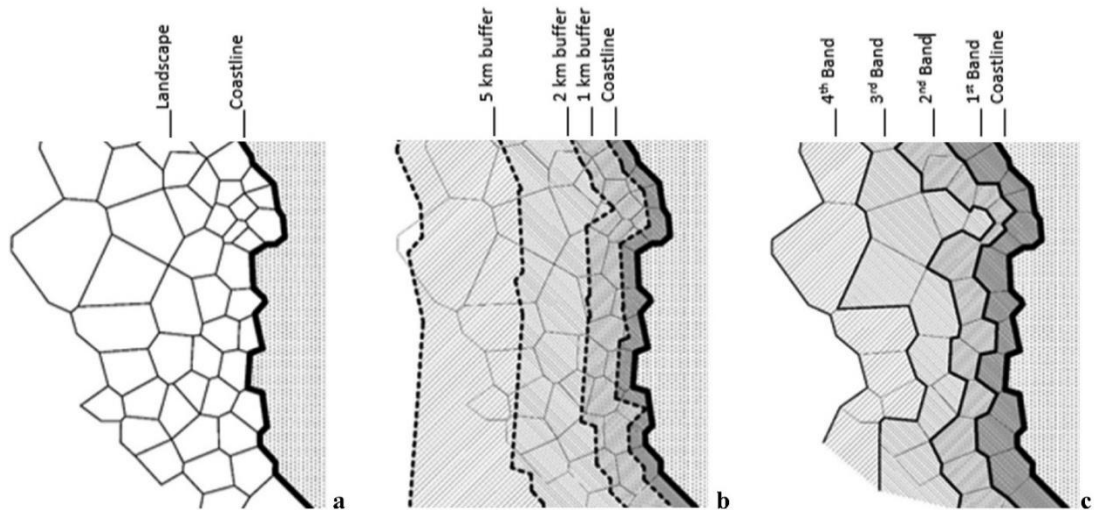 Landscape
Coastline
a
5 km buffer
2 km buffer
1 km buffer
Coastline
b
4th Band
3rd Band
2nd Band
1st Band
Coastline
c